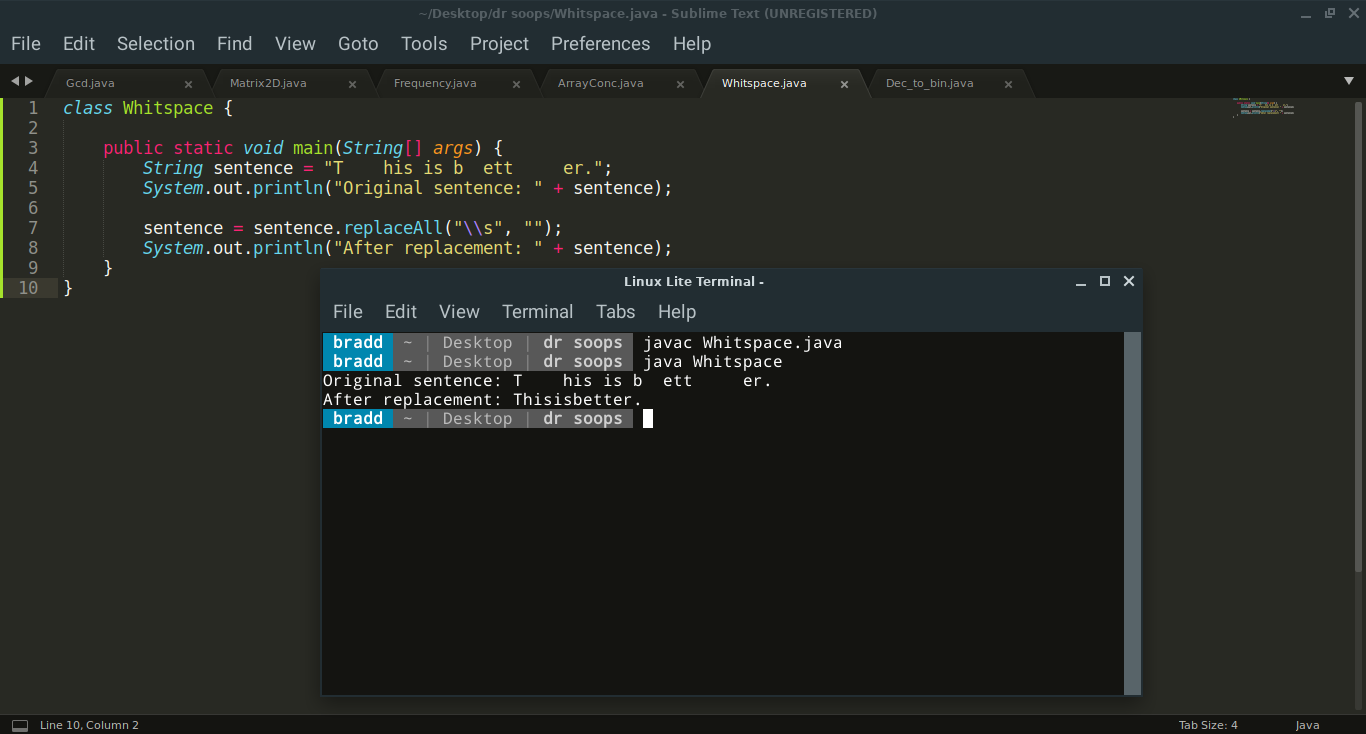 ~/Desktop/dr soops/Whitspace.java - Sublime Text (UNREGISTERED)
File Edit Selection Find View Goto Tools Project Preferences Help
Gcd.java Matrix2D.java Frequency.java ArrayConc.java Whitspace.java Dec_to_bin.java
1 class Whitspace {
2
3     public static void main(String[] args) {
4         String sentence = "T    his is b  ett     er.";
5         System.out.println("Original sentence: " + sentence);
6
7         sentence = sentence.replaceAll("\\s", "");
8         System.out.println("After replacement: " + sentence);
9     }
10 }
Linux Lite Terminal -
File Edit View Terminal Tabs Help
bradd ~ | Desktop | dr soops javac Whitspace.java
bradd ~ | Desktop | dr soops java Whitspace
Original sentence: T    his is b  ett     er.
After replacement: Thisisbetter.
bradd ~ | Desktop | dr soops
Line 10, Column 2 Tab Size: 4 Java